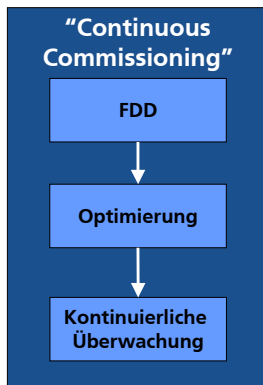 “Continuous
Commissioning”
FDD
Optimierung
Kontinuierliche
Überwachung